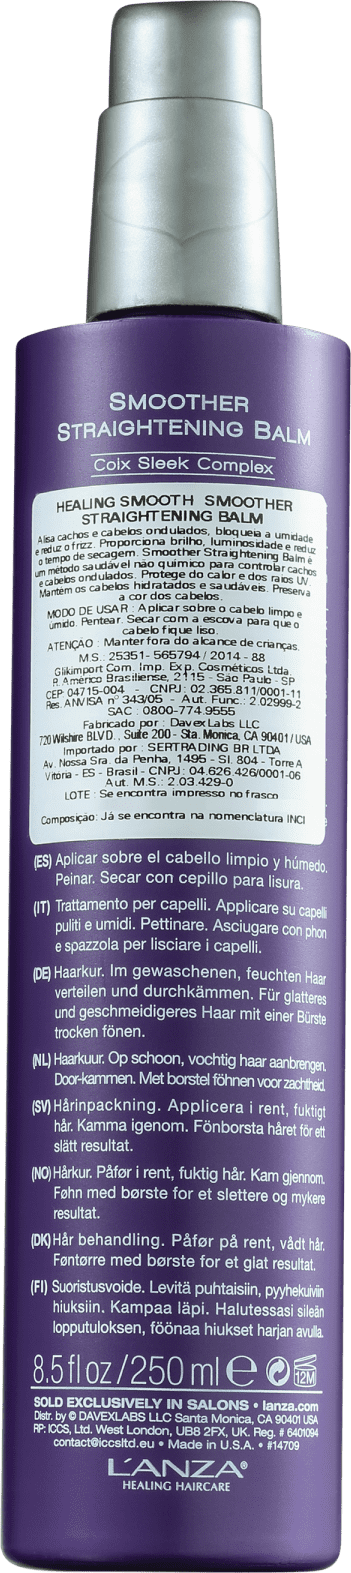 SMOOTHER
STRAIGHTENING BALM
Coix Sleek Complex
HEALING SMOOTH SMOOTHER
STRAIGHTENING BALM
Alisa cachos e cabelos ondulados, bloqueia a umidade
e reduz o frizz. Proporciona brilho, luminosidade e reduz
o tempo de secagem. Smoother Straightening Balm é
um método saudável não químico para controlar cachos
e cabelos ondulados. Protege do calor e dos raios UV.
Mantém os cabelos hidratados e saudáveis. Preserva
a cor dos cabelos.
MODO DE USAR : Aplicar sobre o cabelo limpo e
úmido. Pentear. Secar com a escova para que o
cabelo fique liso.
ATENÇÃO : Manter fora do alcance de crianças.
M.S.: 25351- 565794 / 2014 - 88
Glikimport Com. Imp. Exp. Cosméticos Ltda.
R. Américo Brasiliense, 2115 - São Paulo - SP
CEP: 04715-004 - CNPJ: 02.365.811/0001-11
Res. ANVISA n° 343/05 - Aut. Func.: 2.02999-2
SAC : 0800-774 9555
Fabricado por : Davex Labs LLC
720 Wilshire BLVD., Suite 200 - Sta. Monica, CA 90401 / USA
Importado por : SERTRADING BR LTDA
Av. Nossa Sra. da Penha, 1495 - Sl. 804 - Torre A
Vitória - ES - Brasil - CNPJ: 04.626.426/0001-06
Aut. M.S.: 2.03.429-0
LOTE : Se encontra impresso no frasco
Composição: Já se encontra na nomenclatura INCI
(ES) Aplicar sobre el cabello limpio y húmedo.
Peinar. Secar con cepillo para lisura.
(IT) Trattamento per capelli. Applicare su capelli
puliti e umidi. Pettinare. Asciugare con phon
e spazzola per lisciare i capelli.
(DE) Haarkur. Im gewaschenen, feuchten Haar
verteilen und durchkämmen. Für glatteres
und geschmeidigeres Haar mit einer Bürste
trocken fönen.
(NL) Haarkuur. Op schoon, vochtig haar aanbrengen.
Door-kammen. Met borstel föhnen voor zachtheid.
(SV) Hårinpackning. Applicera i rent, fuktigt
hår. Kamma igenom. Fönborsta håret för ett
slätt resultat.
(NO) Hårkur. Påfør i rent, fuktig hår. Kam gjennom.
Føhn med børste for et slettere og mykere
resultat.
(DK) Hår behandling. Påfør på rent, vådt hår.
Føntørre med børste for et glat resultat.
(FI) Suoristusvoide. Levitä puhtaisiin, pyyhekuiviin
hiuksiin. Kampaa läpi. Halutessasi sileän
lopputuloksen, föönaa hiukset harjan avulla.
8.5 fl oz / 250 ml e 12M
SOLD EXCLUSIVELY IN SALONS • lanza.com
Distr. by © DAVEXLABS LLC Santa Monica, CA 90401 USA
RP: ICCS, Ltd. West London, UB8 2FX, UK. Reg. # 6401094
contact@iccsltd.eu • Made in U.S.A. • #14709
L'ANZA®
HEALING HAIRCARE